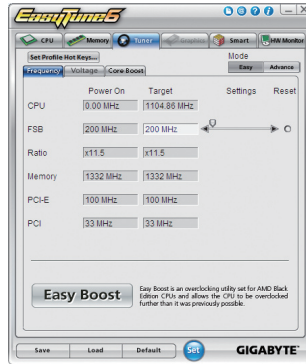 EasyTune6
CPU Memory Tuner Graphics Smart HW Monitor
Set Profile Hot Keys... Mode
Frequency Voltage Core Boost Easy Advance
Power On Target Settings Reset
CPU 0.00 MHz 1104.86 MHz
FSB 200 MHz 200 MHz
Ratio x11.5 x11.5
Memory 1332 MHz 1332 MHz
PCI-E 100 MHz 100 MHz
PCI 33 MHz 33 MHz
Easy Boost
Easy Boost is an overclocking utility set for AMD Black
Edition CPUs and allows the CPU to be overclocked
further than it was previously possible.
Save Load Default Set GIGABYTE